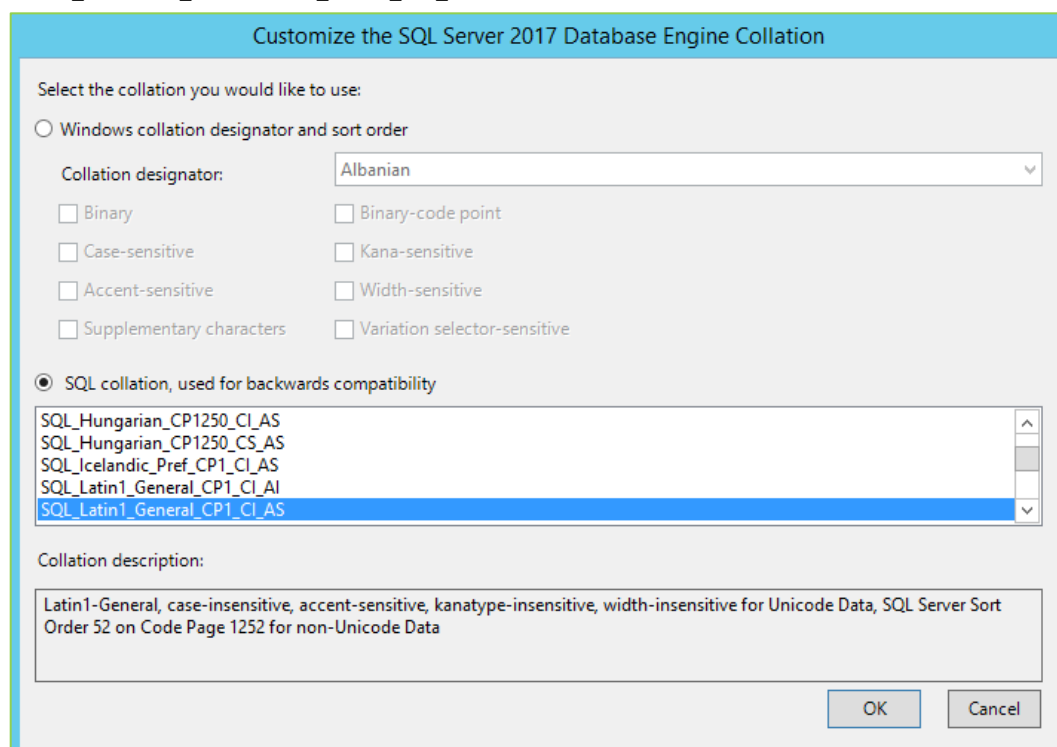 Customize the SQL Server 2017 Database Engine Collation
Select the collation you would like to use:
Windows collation designator and sort order
Collation designator: Albanian
Binary Binary-code point
Case-sensitive Kana-sensitive
Accent-sensitive Width-sensitive
Supplementary characters Variation selector-sensitive
SQL collation, used for backwards compatibility
SQL_Hungarian_CP1250_CI_AS
SQL_Hungarian_CP1250_CS_AS
SQL_Icelandic_Pref_CP1_CI_AS
SQL_Latin1_General_CP1_CI_AI
SQL_Latin1_General_CP1_CI_AS
Collation description:
Latin1-General, case-insensitive, accent-sensitive, kanatype-insensitive, width-insensitive for Unicode Data, SQL Server Sort
Order 52 on Code Page 1252 for non-Unicode Data
OK Cancel